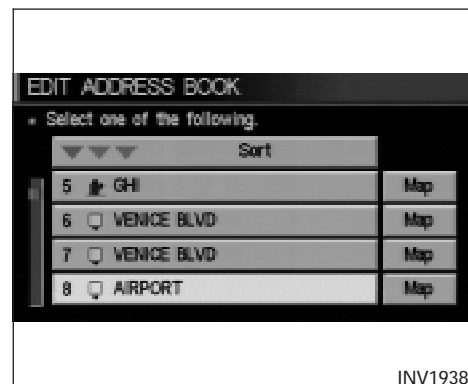 EDIT ADDRESS BOOK
Select one of the following.
Sort
5 GHI Map
6 VENICE BLVD Map
7 VENICE BLVD Map
8 AIRPORT Map
INV1938